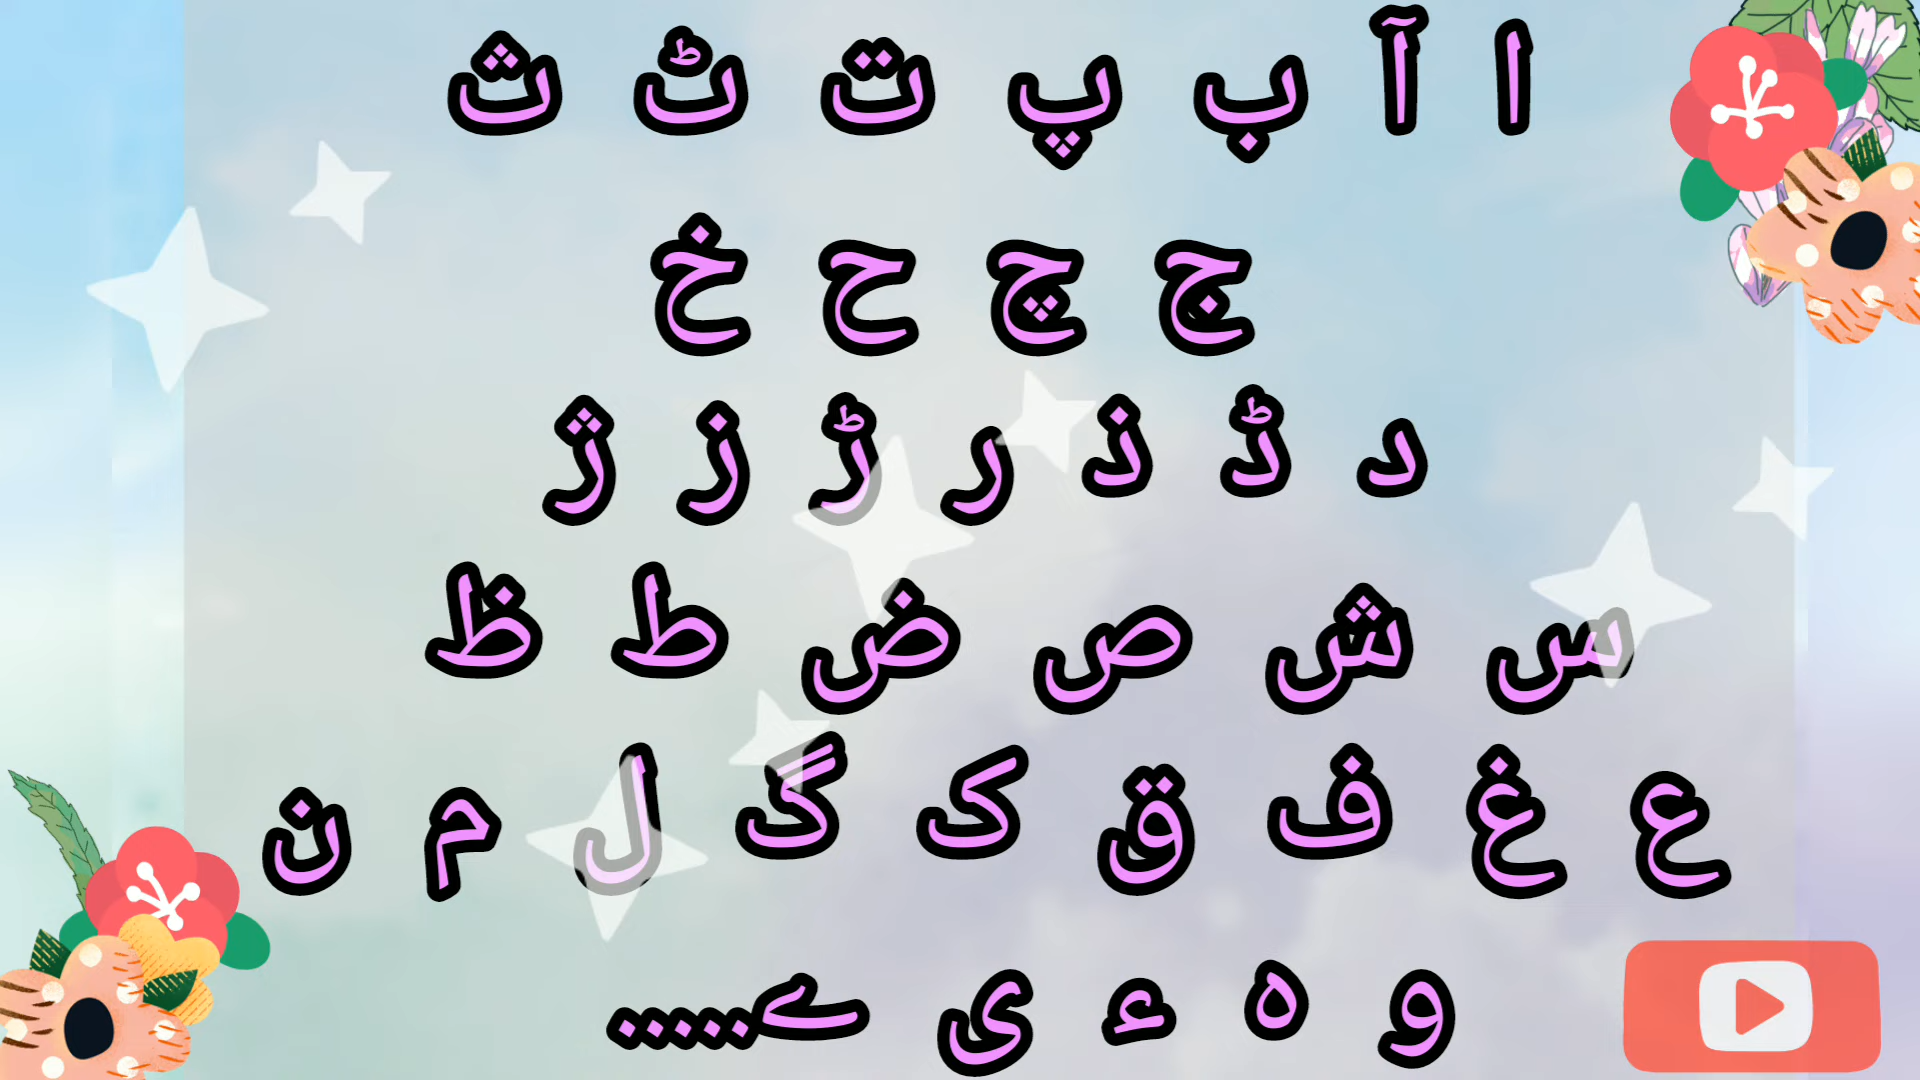 ا آ ب پ ت ٹ ث
ج چ ح خ
د ڈ ذ ر ڑ ز ژ
س ش ص ض ط ظ
ع غ ف ق ک گ ل م ن
و ہ ء ی ے.....